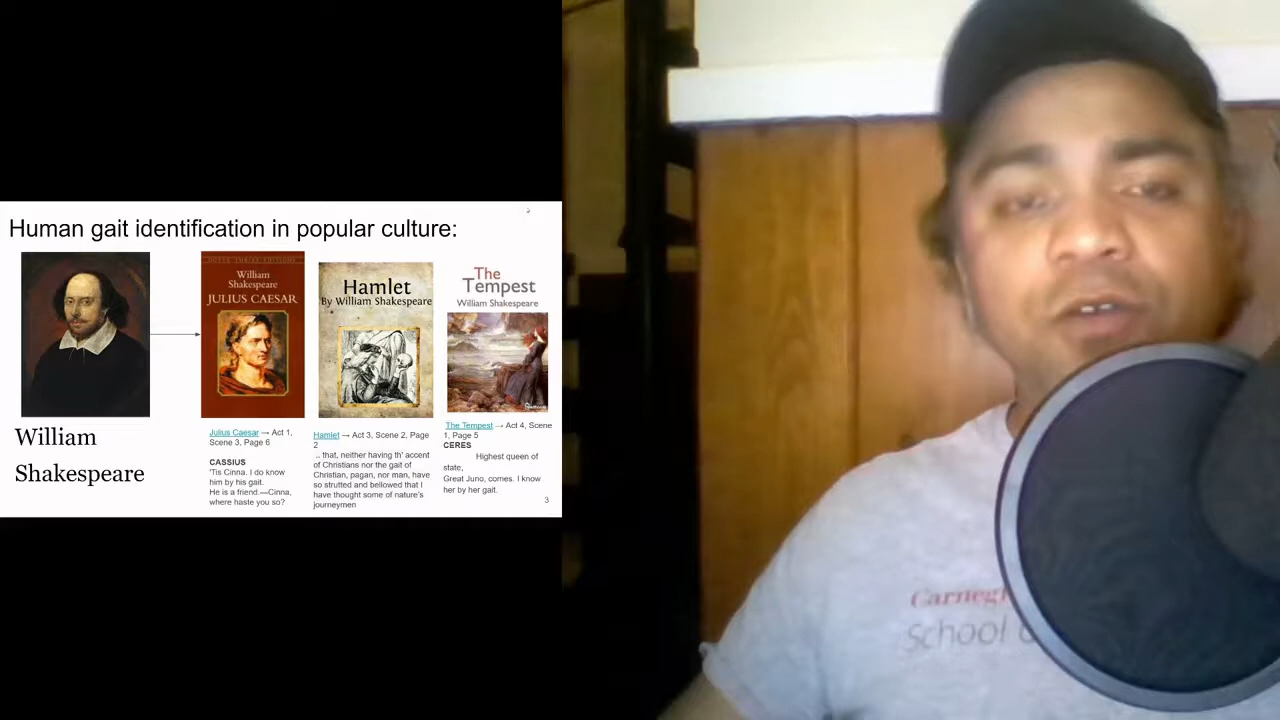 Human gait identification in popular culture:
William
Shakespeare
William
Shakespeare
JULIUS CAESAR
Julius Caesar → Act 1,
Scene 3, Page 6
CASSIUS
'Tis Cinna. I do know
him by his gait.
He is a friend.—Cinna,
where haste you so?
Hamlet
By William Shakespeare
Hamlet → Act 3, Scene 2, Page
2
.. that, neither having th' accent
of Christians nor the gait of
Christian, pagan, nor man, have
so strutted and bellowed that I
have thought some of nature's
journeymen
The
Tempest
William Shakespeare
The Tempest → Act 4, Scene
1, Page 5
CERES
Highest queen of
state,
Great Juno, comes. I know
her by her gait.
3
School